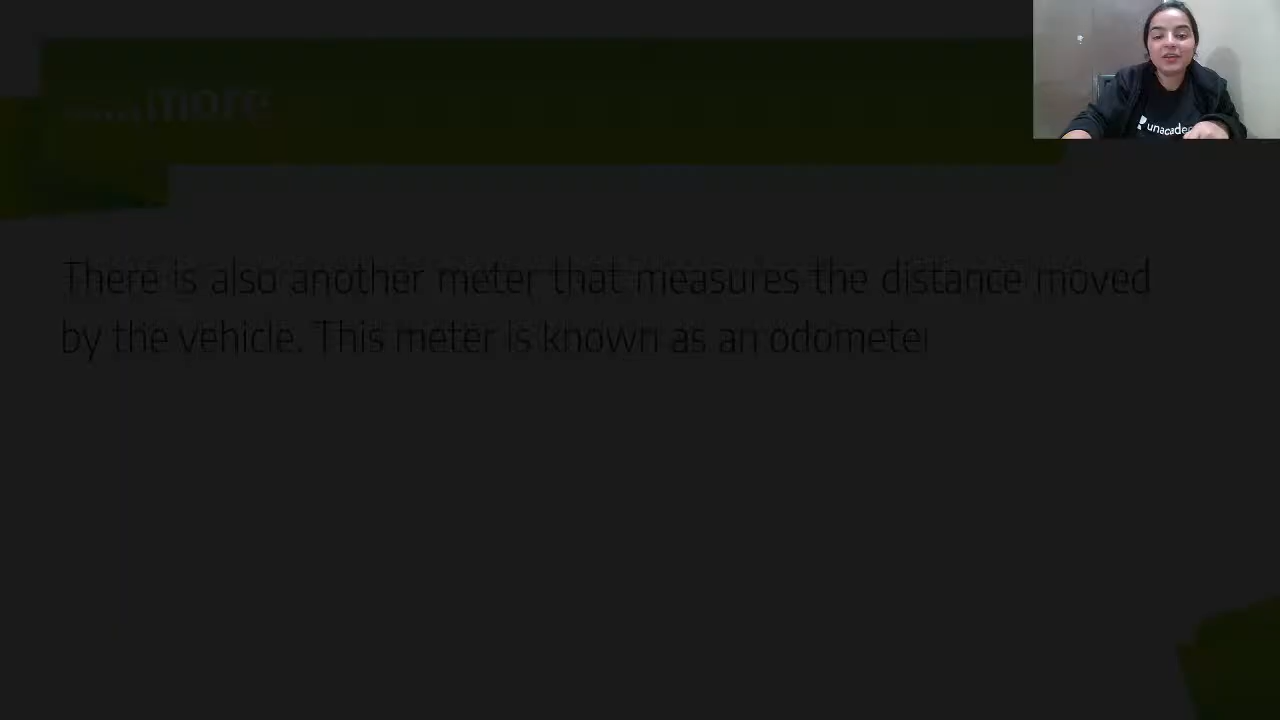 ......more
There is also another meter that measures the distance moved
by the vehicle. This meter is known as an odometer
unacade